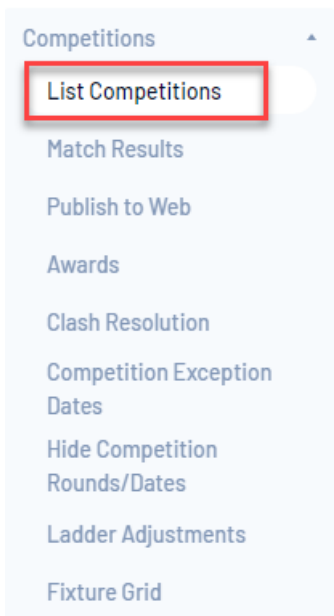 Competitions
List Competitions
Match Results
Publish to Web
Awards
Clash Resolution
Competition Exception
Dates
Hide Competition
Rounds/Dates
Ladder Adjustments
Fixture Grid